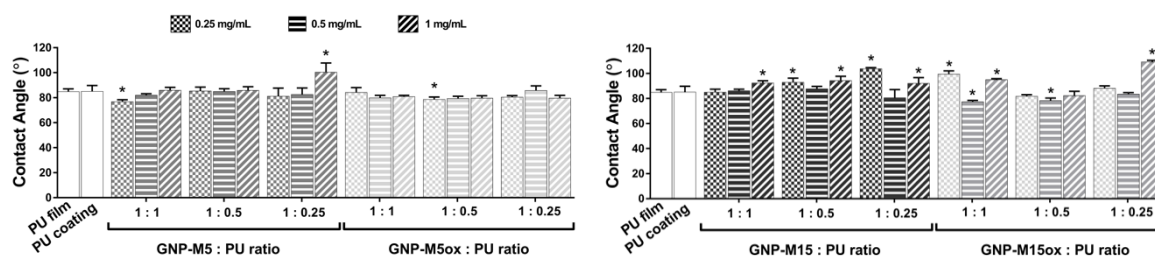 0.25 mg/mL 0.5 mg/mL 1 mg/mL
Contact Angle (°)
120
100
80
60
40
20
0
* * *
PU film
PU coating
1 : 1 1 : 0.5 1 : 0.25 1 : 1 1 : 0.5 1 : 0.25
GNP-M5 : PU ratio GNP-M5ox : PU ratio
Contact Angle (°)
120
100
80
60
40
20
0
* * * * * * * * * *
PU film
PU coating
1 : 1 1 : 0.5 1 : 0.25 1 : 1 1 : 0.5 1 : 0.25
GNP-M15 : PU ratio GNP-M15ox : PU ratio